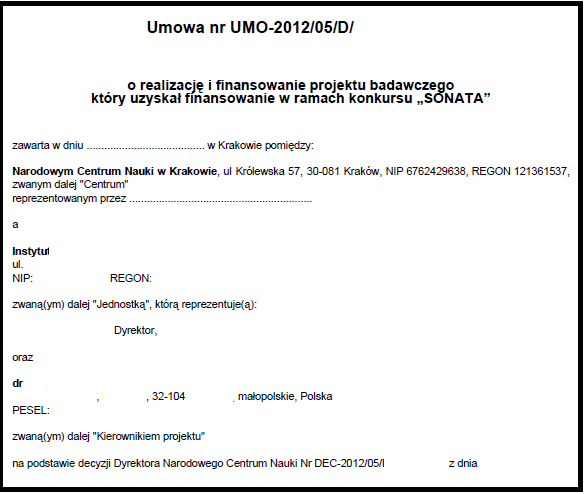 Umowa nr UMO-2012/05/D/
o realizację i finansowanie projektu badawczego
który uzyskał finansowanie w ramach konkursu „SONATA”
zawarta w dniu ........................................ w Krakowie pomiędzy:
Narodowym Centrum Nauki w Krakowie, ul Królewska 57, 30-081 Kraków, NIP 6762429638, REGON 121361537,
zwanym dalej "Centrum"
reprezentowanym przez ..............................................................
a
Instytut
ul.
NIP: REGON:
zwaną(ym) dalej "Jednostką", którą reprezentuje(ą):
Dyrektor,
oraz
dr
, , 32-104 , małopolskie, Polska
PESEL:
zwaną(ym) dalej "Kierownikiem projektu"
na podstawie decyzji Dyrektora Narodowego Centrum Nauki Nr DEC-2012/05/ z dnia